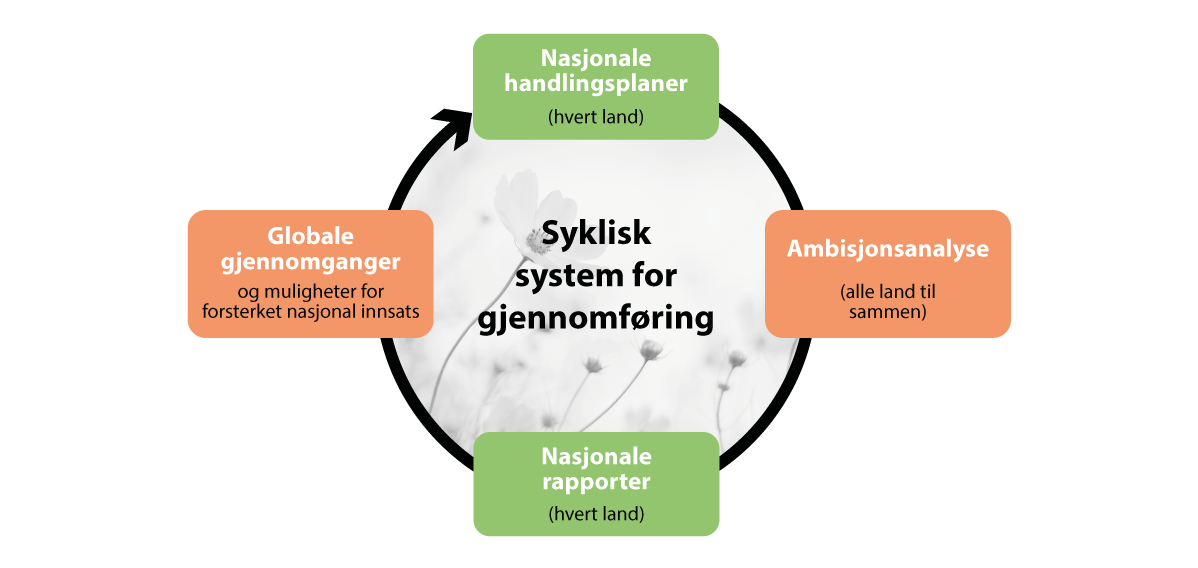 Nasjonale
handlingsplaner
(hvert land)
Globale
gjennomganger
og muligheter for
forsterket nasjonal innsats
Syklisk
system for
gjennomføring
Ambisjonsanalyse
(alle land til
sammen)
Nasjonale
rapporter
(hvert land)